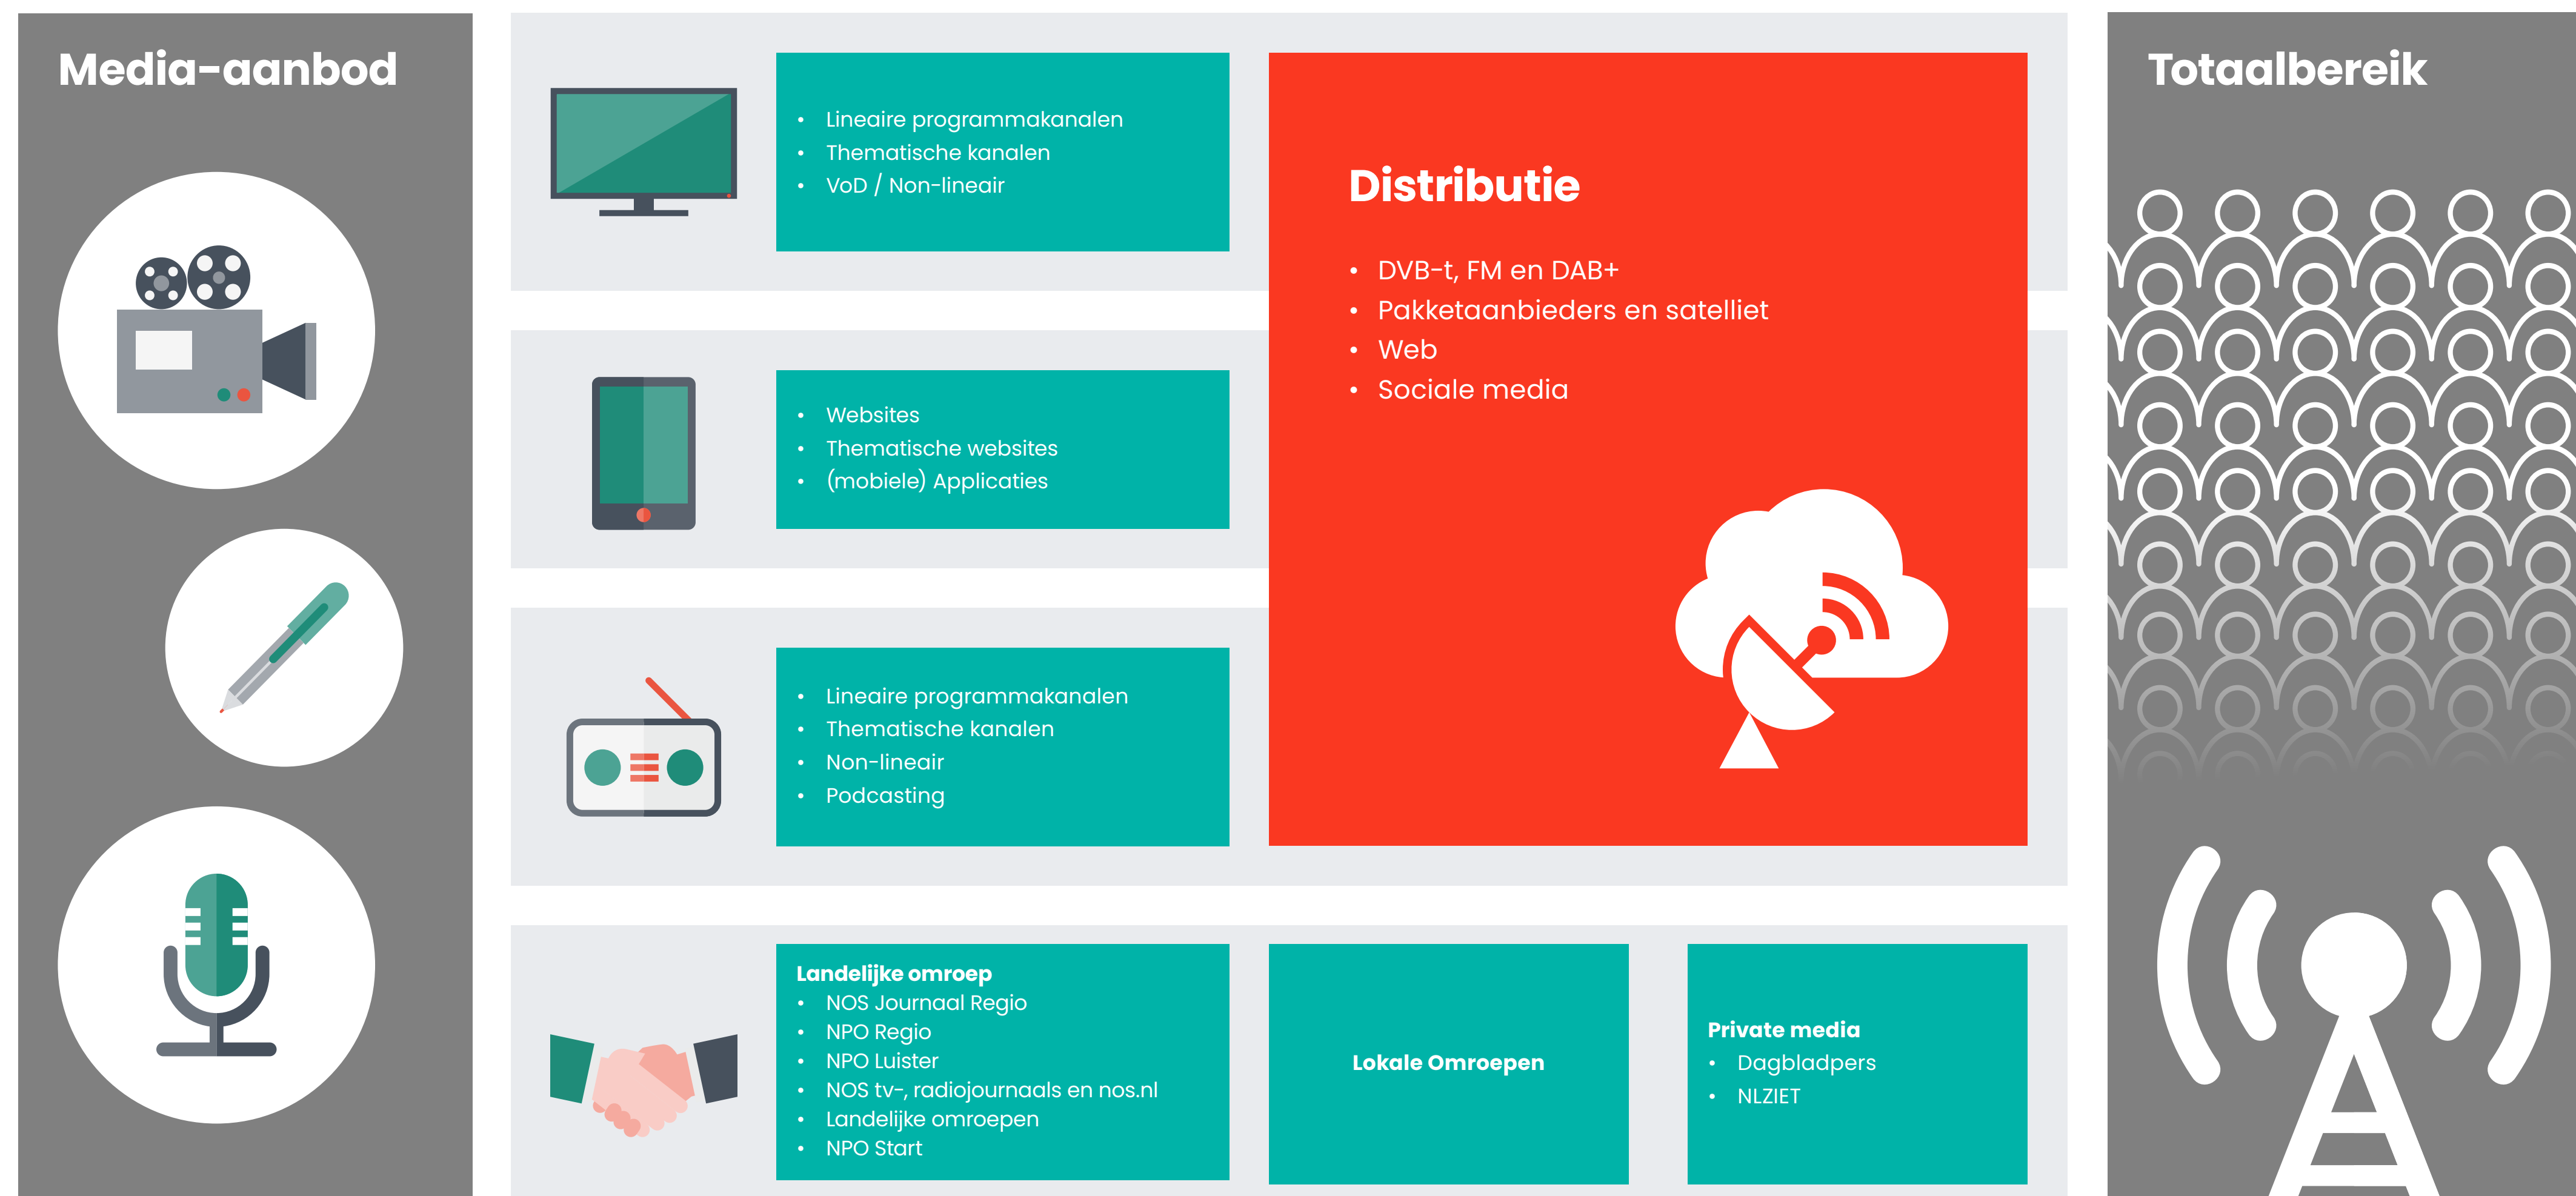 Media-aanbod
• Lineaire programmakanalen
• Thematische kanalen
• VoD / Non-lineair
• Websites
• Thematische websites
• (mobiele) Applicaties
• Lineaire programmakanalen
• Thematische kanalen
• Non-lineair
• Podcasting
Distributie
• DVB-t, FM en DAB+
• Pakketaanbieders en satelliet
• Web
• Sociale media
Landelijke omroep
• NOS Journaal Regio
• NPO Regio
• NPO Luister
• NOS tv-, radiojournaals en nos.nl
• Landelijke omroepen
• NPO Start
Lokale Omroepen
Private media
• Dagbladpers
• NLZIET
Totaalbereik